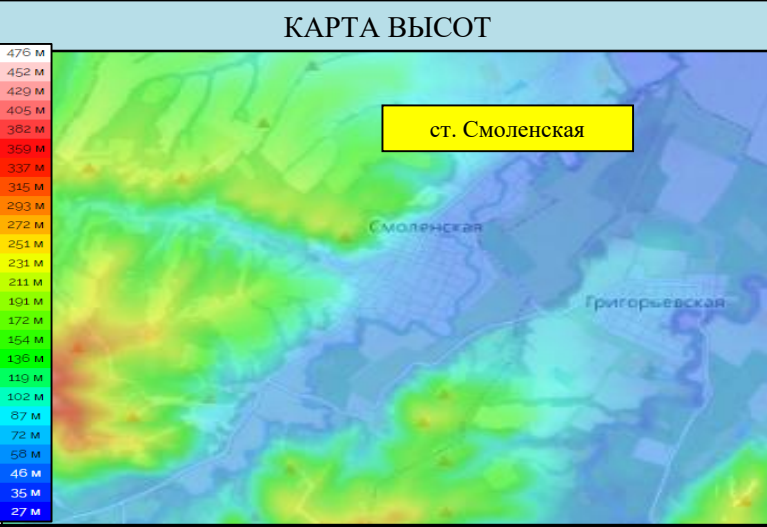 КАРТА ВЫСОТ
476 м
452 м
429 м
405 м
382 м
359 м
337 м
315 м
293 м
272 м
251 м
231 м
211 м
191 м
172 м
154 м
136 м
119 м
102 м
87 м
72 м
58 м
46 м
35 м
27 м
ст. Смоленская
Смоленская
Григорьевская